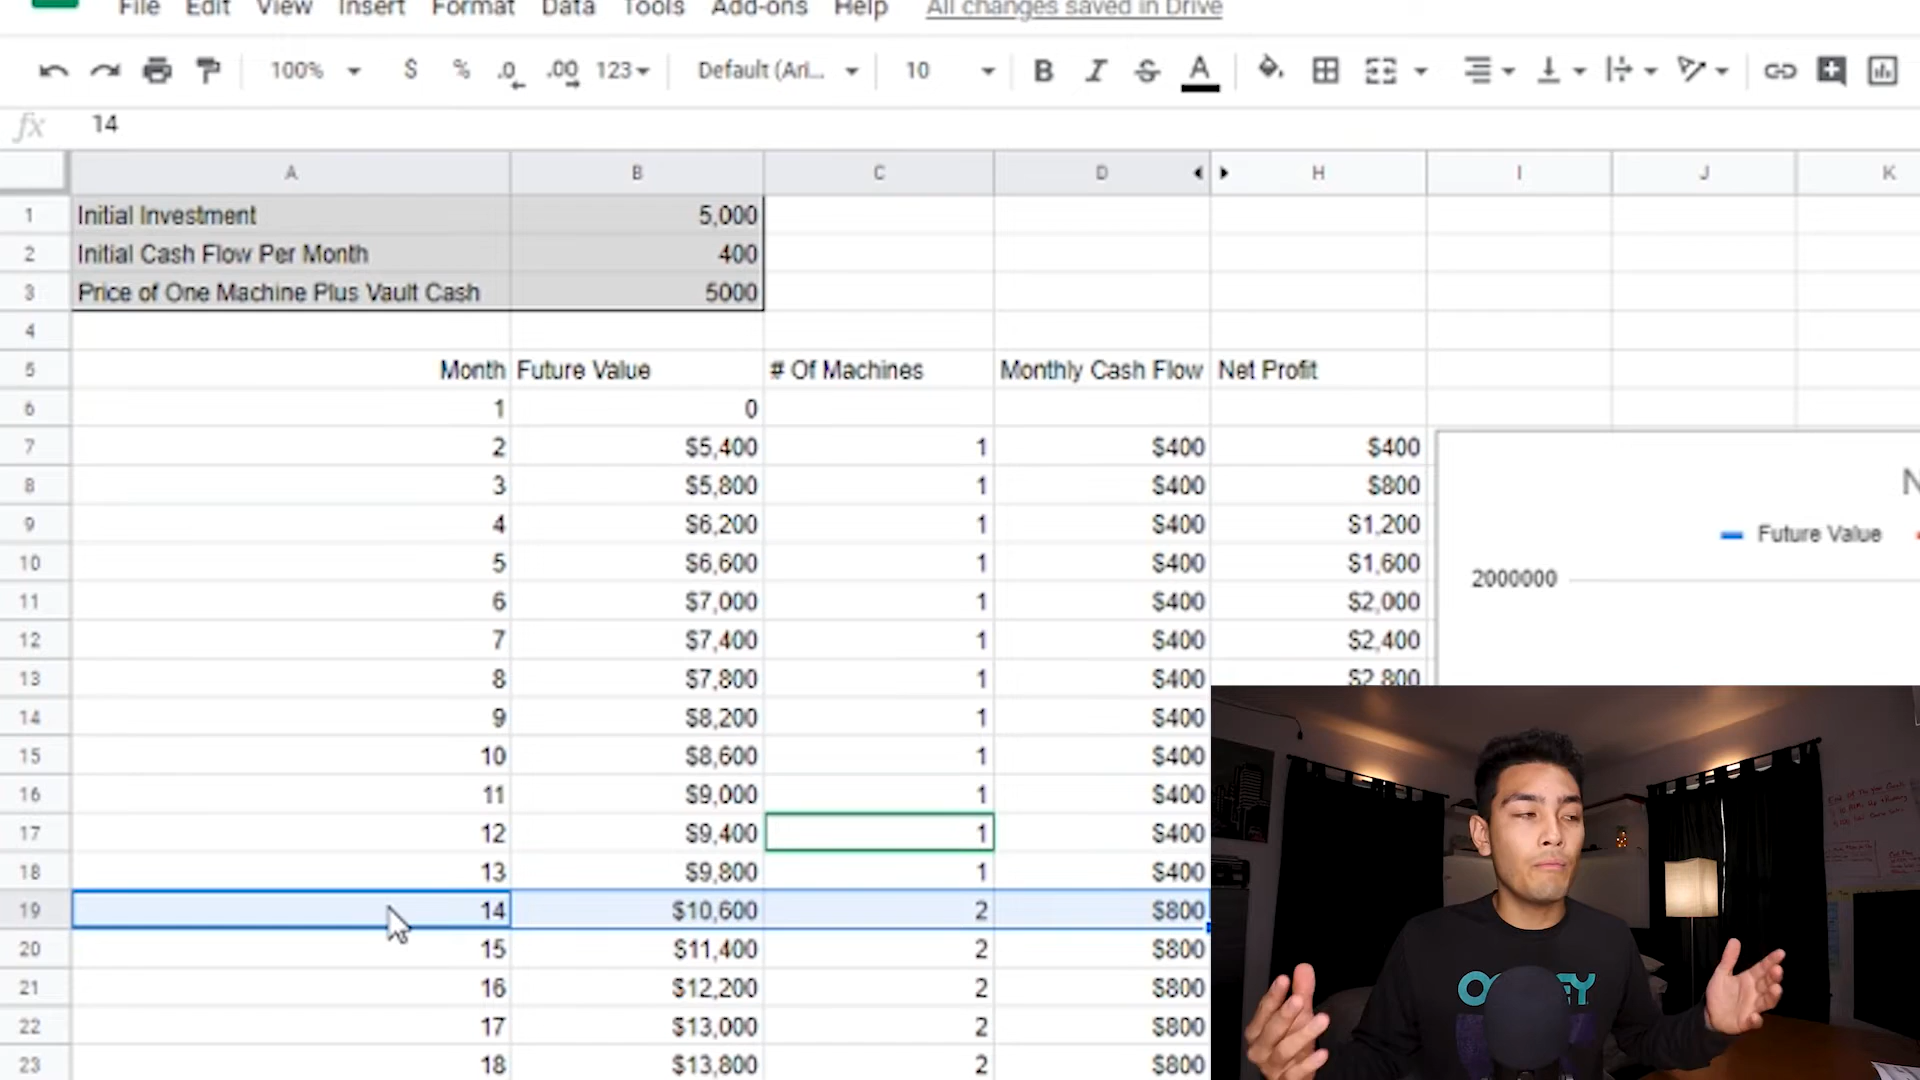 File Edit View Insert Format Data Tools Add-ons Help All changes saved in Drive
100% $ % .0 .00 123 Default (Ari... 10 B I S A
fx 14
A B C D H I J K
1 Initial Investment 5,000
2 Initial Cash Flow Per Month 400
3 Price of One Machine Plus Vault Cash 5000
4
5 Month Future Value # Of Machines Monthly Cash Flow Net Profit
6 1 0
7 2 $5,400 1 $400 $400
8 3 $5,800 1 $400 $800
9 4 $6,200 1 $400 $1,200
10 5 $6,600 1 $400 $1,600
11 6 $7,000 1 $400 $2,000
12 7 $7,400 1 $400 $2,400
13 8 $7,800 1 $400 $2,800
14 9 $8,200 1 $400
15 10 $8,600 1 $400
16 11 $9,000 1 $400
17 12 $9,400 1 $400
18 13 $9,800 1 $400
19 14 $10,600 2 $800
20 15 $11,400 2 $800
21 16 $12,200 2 $800
22 17 $13,000 2 $800
23 18 $13,800 2 $800
N
Future Value
2000000